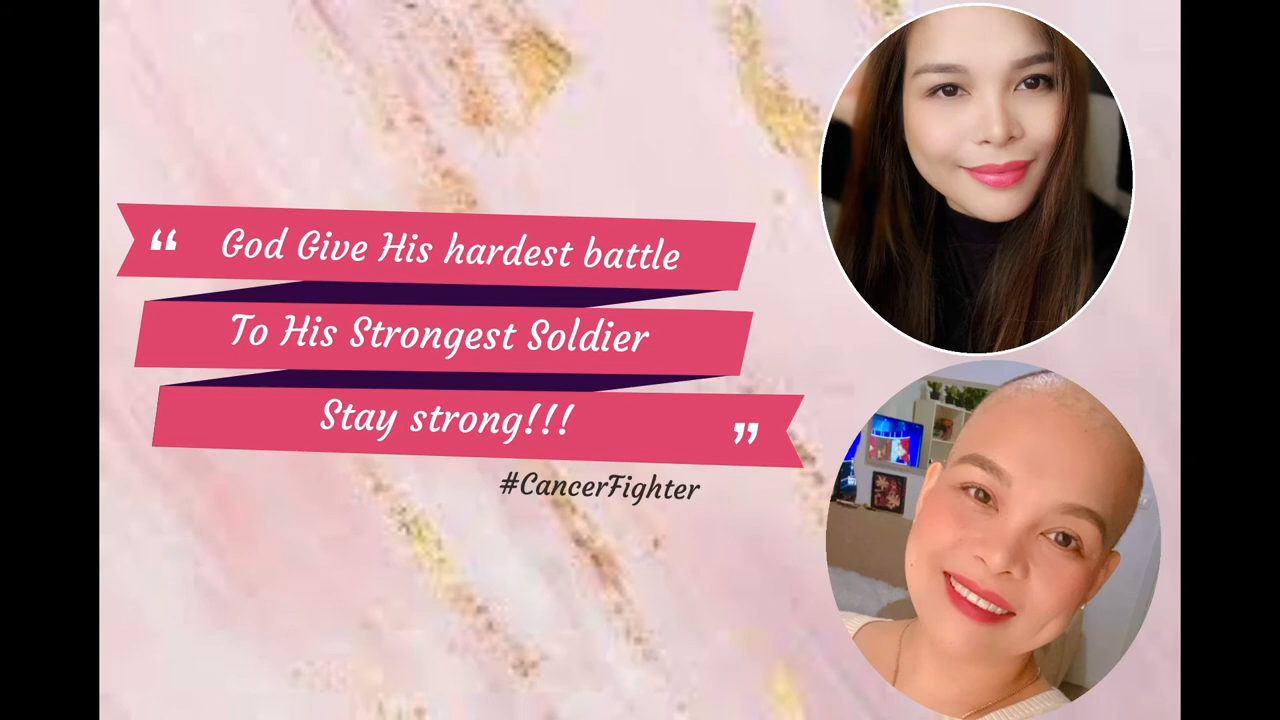 “ God Give His hardest battle
To His Strongest Soldier
Stay strong!!! ”
#CancerFighter